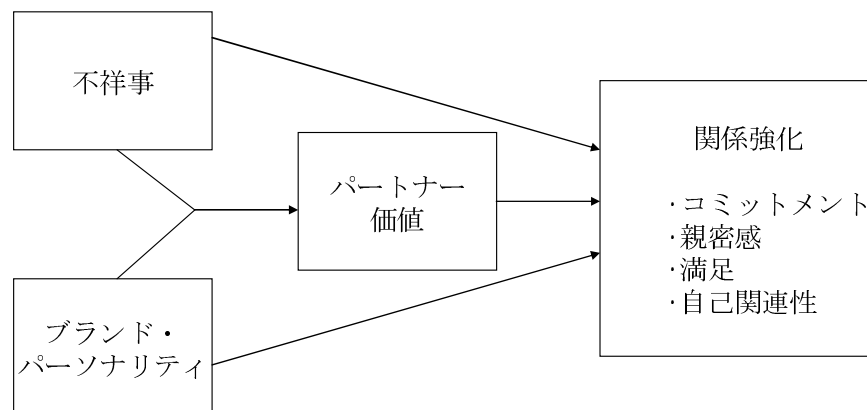 不祥事
パートナー
価値
ブランド・
パーソナリティ
関係強化
・コミットメント
・親密感
・満足
・自己関連性